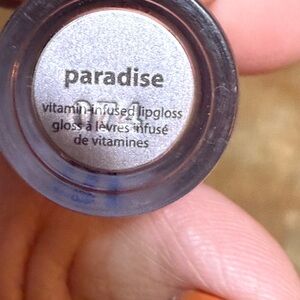 paradise
vitamin-infused lipgloss
gloss à lèvres infusé
de vitamines